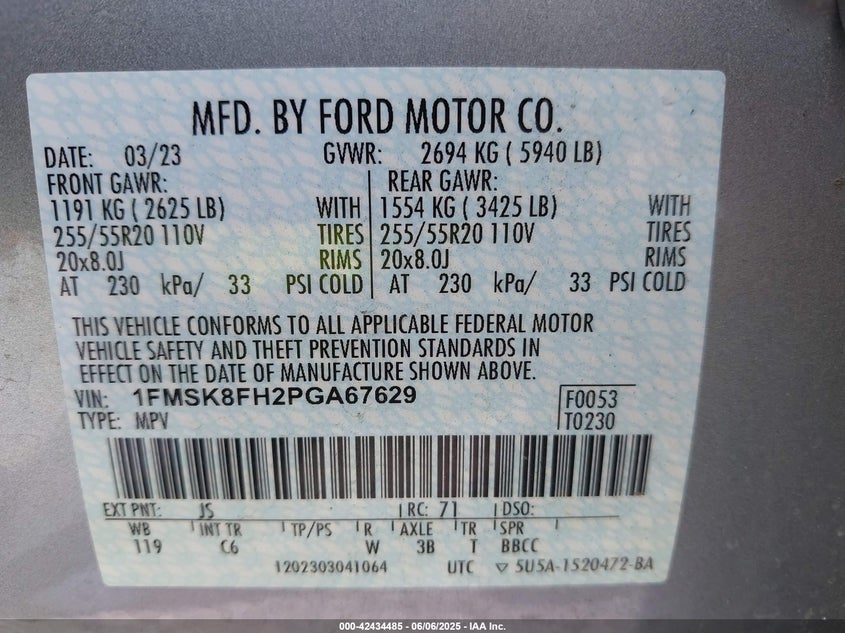 MFD. BY FORD MOTOR CO.
DATE: 03/23 GVWR: 2694 KG ( 5940 LB)
FRONT GAWR: REAR GAWR:
1191 KG ( 2625 LB) WITH 1554 KG ( 3425 LB) WITH
255/55R20 110V TIRES 255/55R20 110V TIRES
20x8.0J RIMS 20x8.0J RIMS
AT 230 kPa/ 33 PSI COLD AT 230 kPa/ 33 PSI COLD
THIS VEHICLE CONFORMS TO ALL APPLICABLE FEDERAL MOTOR
VEHICLE SAFETY AND THEFT PREVENTION STANDARDS IN
EFFECT ON THE DATE OF MANUFACTURE SHOWN ABOVE.
VIN: 1FMSK8FH2PGA67629 F0053
TYPE: MPV T0230
EXT PNT: JS RC: 71 DSO:
WB INT TR TP/PS R AXLE TR SPR
119 C6 W 3B T BBCC
1202303041064 UTC ▽ 5U5A-1520472-BA
000-42434485 - 06/06/2025 - IAA Inc.